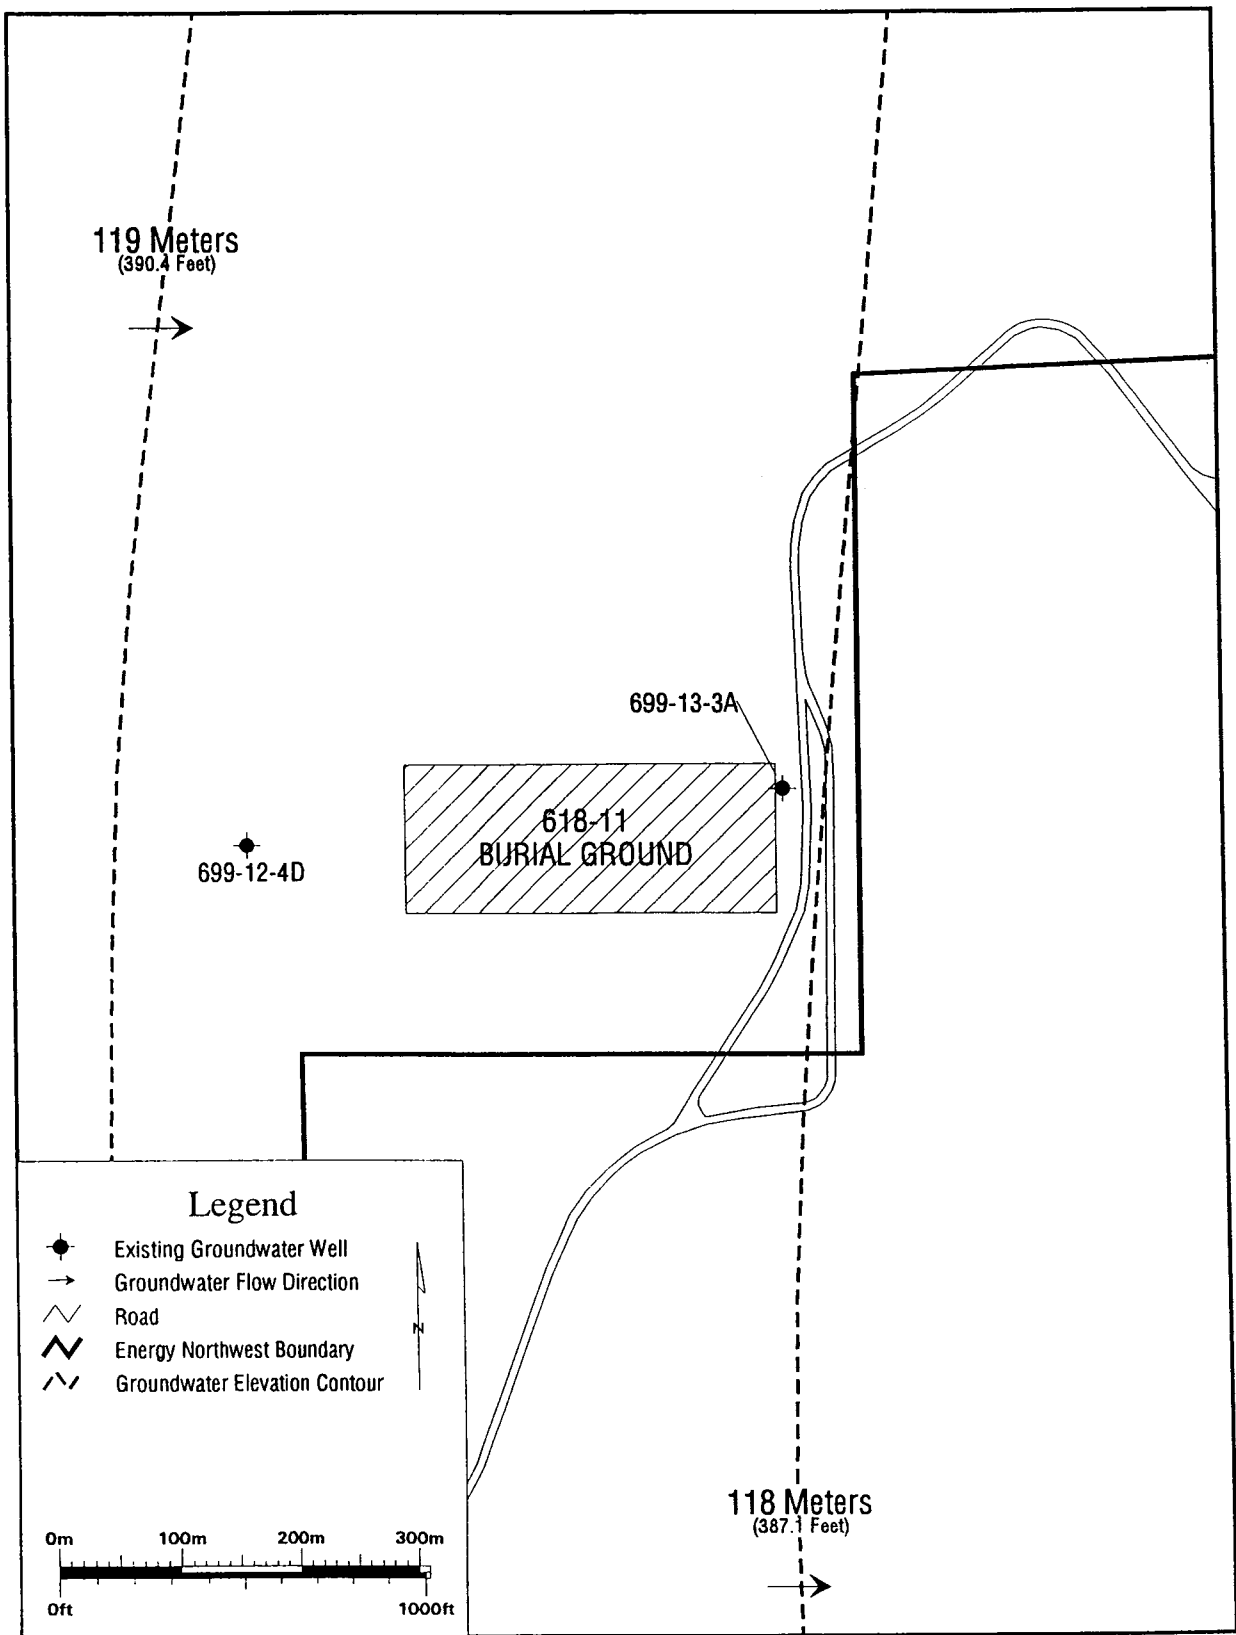 119 Meters
(390.4 Feet)
699-13-3A
618-11
BURIAL GROUND
699-12-4D
Legend
Existing Groundwater Well
Groundwater Flow Direction
Road
Energy Northwest Boundary
Groundwater Elevation Contour
N
0m 100m 200m 300m
0ft 1000ft
118 Meters
(387.1 Feet)